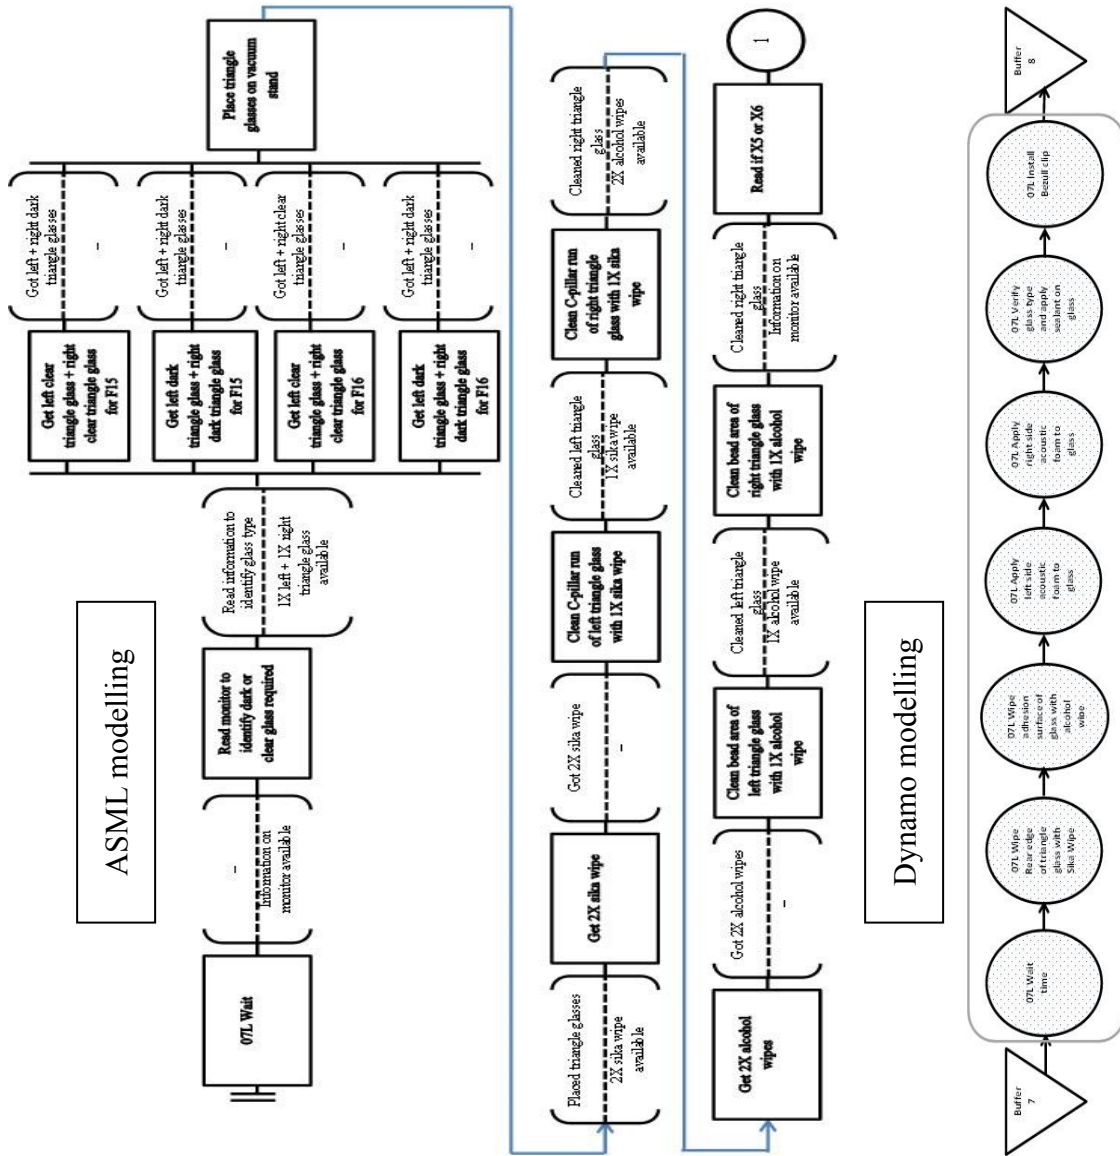 ASML modelling
07L Wait
–
Information on
monitor available
Read monitor to
identify dark or
clear glass required
Read information to
identify glass type
1X left + 1X right
triangle glass
available
Get left clear
triangle glass + right
clear triangle glass
for F15
Got left + right dark
triangle glasses
–
Get left dark
triangle glass + right
dark triangle glass
for F15
Got left + right dark
triangle glasses
–
Get left clear
triangle glass + right
clear triangle glass
for F16
Got left + right clear
triangle glasses
–
Get left dark
triangle glass + right
dark triangle glass
for F16
Got left + right dark
triangle glasses
–
Place triangle
glasses on vacuum
stand
Placed triangle glasses
2X sika wipe
available
Get 2X sika wipe
Got 2X sika wipe
–
Clean C-pillar run
of left triangle glass
with 1X sika wipe
Cleaned left triangle
glass
1X sika wipe
available
Clean C-pillar run
of right triangle
glass with 1X sika
wipe
Cleaned right triangle
glass
2X alcohol wipes
available
Get 2X alcohol
wipes
Got 2X alcohol wipes
–
Clean bead area of
left triangle glass
with 1X alcohol
wipe
Cleaned left triangle
glass
1X alcohol wipe
available
Clean bead area of
right triangle glass
with 1X alcohol
wipe
Cleaned right triangle
glass
Information on
monitor available
Read if X5 or X6
1
Dynamo modelling
Buffer
7
07L Wait
time
07L Wipe
Rear edge
of triangle
glass with
Sika Wipe
07L Wipe
adhesion
surface of
glass with
alcohol
wipe
07L Apply
left side
acoustic
foam to
glass
07L Apply
right side
acoustic
foam to
glass
07L Verify
glass type
and apply
sealant on
glass
07L Install
Bezull clip
Buffer
8